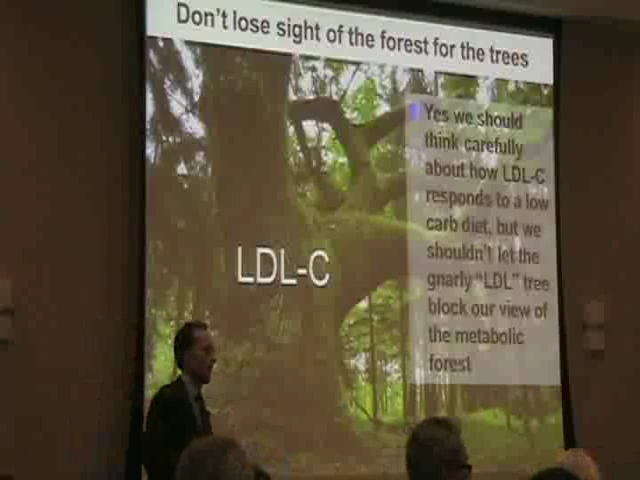 Don't lose sight of the forest for the trees
Yes we should
think carefully
about how LDL-C
responds to a low
carb diet, but we
shouldn't let the
gnarly "LDL" tree
block our view of
the metabolic
forest
LDL-C